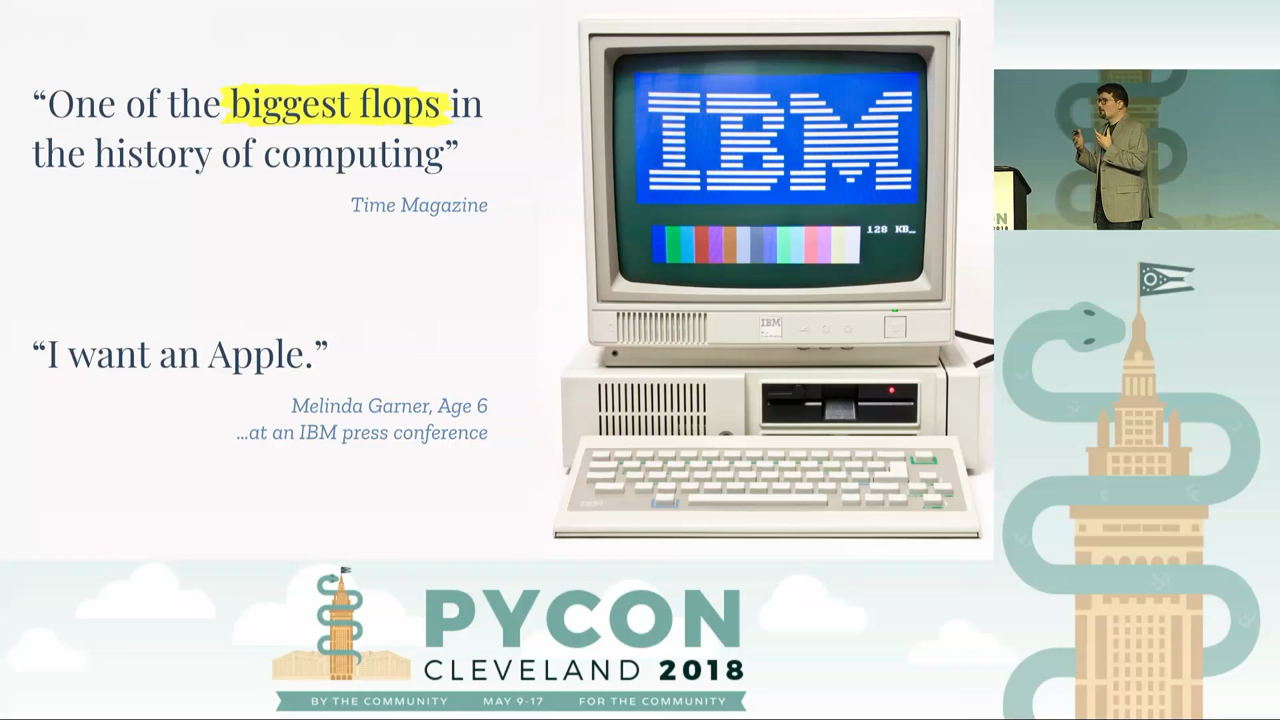 “One of the biggest flops in
the history of computing”
Time Magazine
“I want an Apple.”
Melinda Garner, Age 6
...at an IBM press conference
IBM
128 KB_
IBM
N
2018
PYCON
CLEVELAND 2018
BY THE COMMUNITY MAY 9-17 FOR THE COMMUNITY